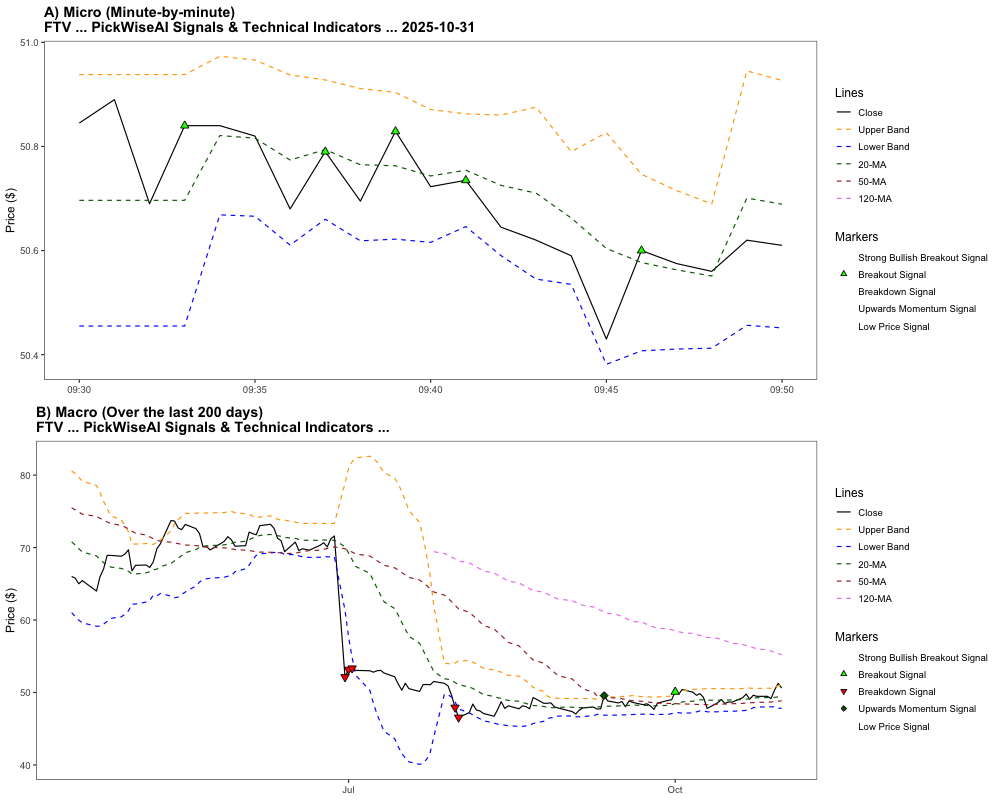 A) Micro (Minute-by-minute)
FTV ... PickWiseAI Signals & Technical Indicators ... 2025-10-31
51.0
50.8
50.6
50.4
Price ($)
09:30
09:35
09:40
09:45
09:50
Lines
Close
Upper Band
Lower Band
20-MA
50-MA
120-MA
Markers
Strong Bullish Breakout Signal
Breakout Signal
Breakdown Signal
Upwards Momentum Signal
Low Price Signal
B) Macro (Over the last 200 days)
FTV ... PickWiseAI Signals & Technical Indicators ...
80
70
60
50
40
Price ($)
Jul
Oct
Lines
Close
Upper Band
Lower Band
20-MA
50-MA
120-MA
Markers
Strong Bullish Breakout Signal
Breakout Signal
Breakdown Signal
Upwards Momentum Signal
Low Price Signal